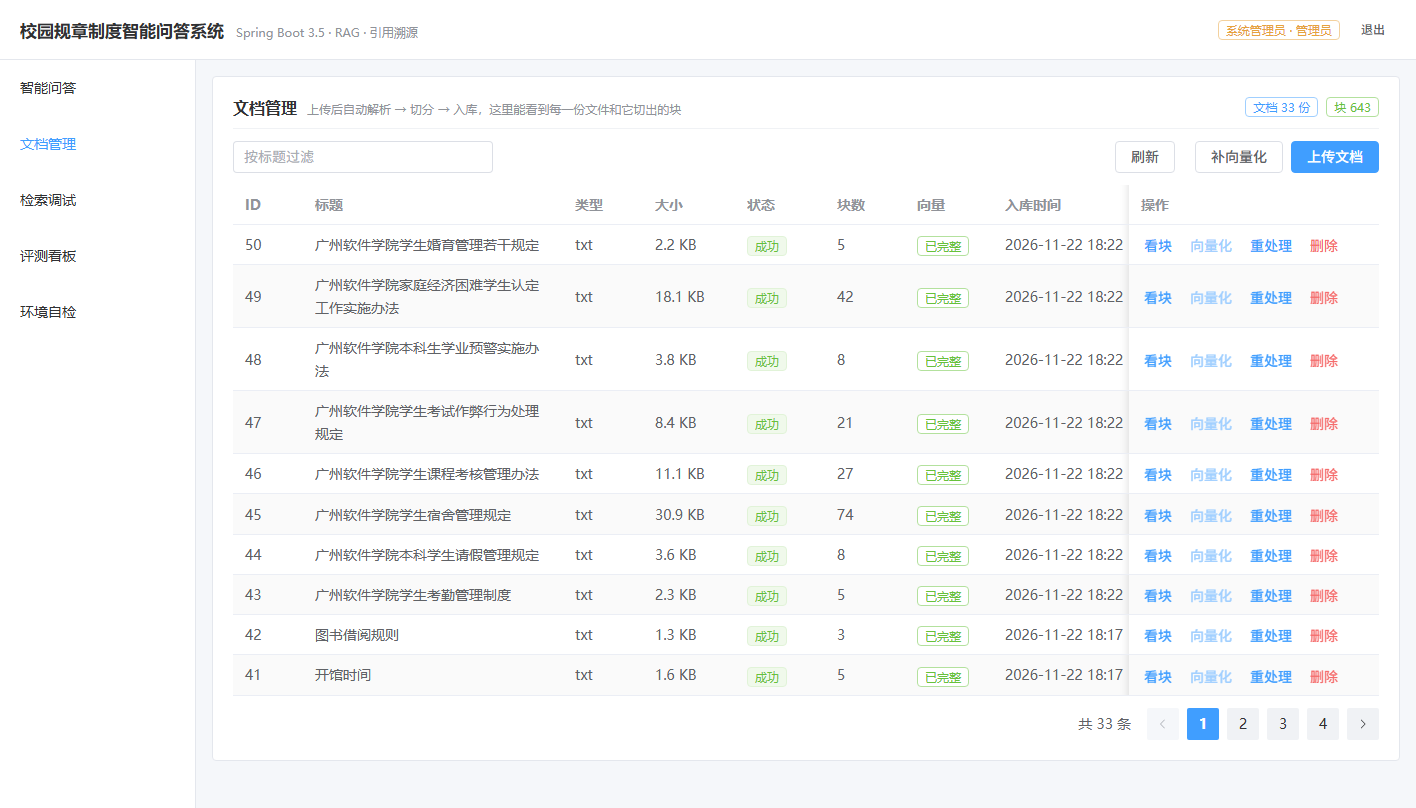 校园规章制度智能问答系统 Spring Boot 3.5 · RAG · 引用溯源
系统管理员 · 管理员 退出
智能问答
文档管理
检索调试
评测看板
环境自检
文档管理 上传后自动解析 → 切分 → 入库，这里能看到每一份文件和它切出的块
文档 33 份 块 643
按标题过滤
刷新 补向量化 上传文档
ID 标题 类型 大小 状态 块数 向量 入库时间 操作
50 广州软件学院学生婚育管理若干规定 txt 2.2 KB 成功 5 已完整 2026-11-22 18:22 看块 向量化 重处理 删除
49 广州软件学院家庭经济困难学生认定
工作实施办法 txt 18.1 KB 成功 42 已完整 2026-11-22 18:22 看块 向量化 重处理 删除
48 广州软件学院本科生学业预警实施办
法 txt 3.8 KB 成功 8 已完整 2026-11-22 18:22 看块 向量化 重处理 删除
47 广州软件学院学生考试作弊行为处理
规定 txt 8.4 KB 成功 21 已完整 2026-11-22 18:22 看块 向量化 重处理 删除
46 广州软件学院学生课程考核管理办法 txt 11.1 KB 成功 27 已完整 2026-11-22 18:22 看块 向量化 重处理 删除
45 广州软件学院学生宿舍管理规定 txt 30.9 KB 成功 74 已完整 2026-11-22 18:22 看块 向量化 重处理 删除
44 广州软件学院本科学生请假管理规定 txt 3.6 KB 成功 8 已完整 2026-11-22 18:22 看块 向量化 重处理 删除
43 广州软件学院学生考勤管理制度 txt 2.3 KB 成功 5 已完整 2026-11-22 18:22 看块 向量化 重处理 删除
42 图书借阅规则 txt 1.3 KB 成功 3 已完整 2026-11-22 18:17 看块 向量化 重处理 删除
41 开馆时间 txt 1.6 KB 成功 5 已完整 2026-11-22 18:17 看块 向量化 重处理 删除
共 33 条 1 2 3 4